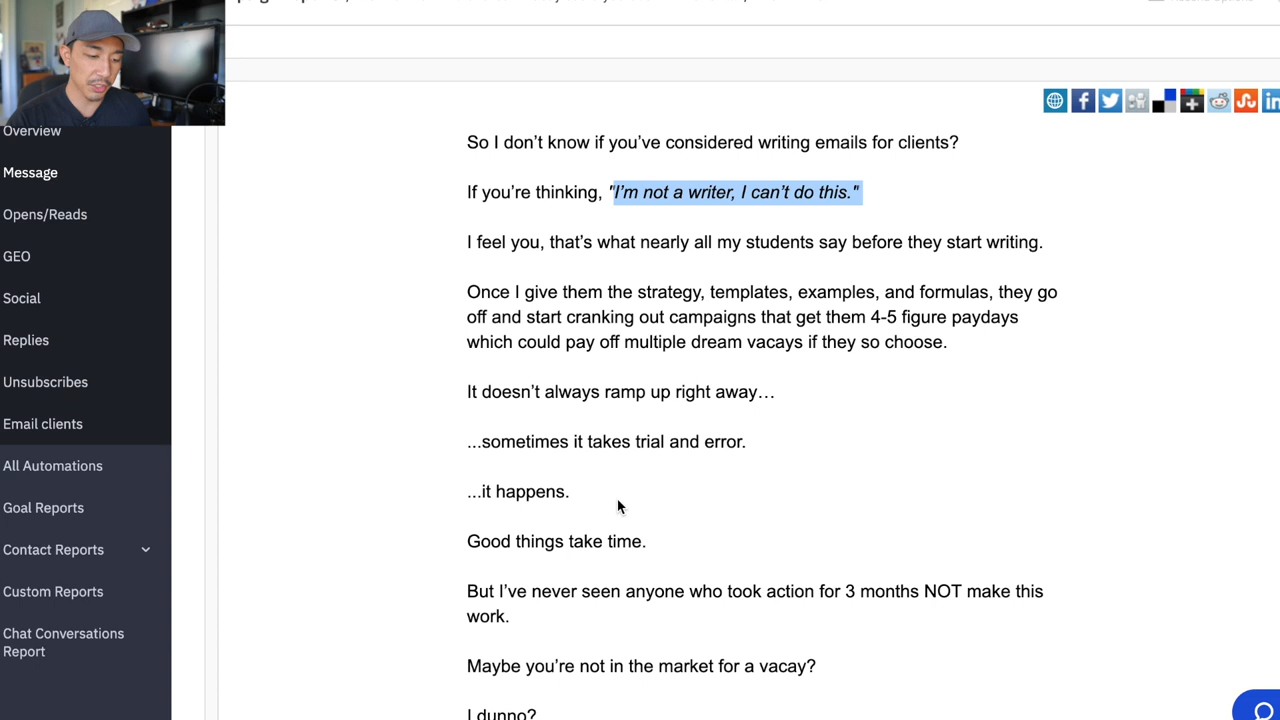 So I don’t know if you’ve considered writing emails for clients?
If you’re thinking, "I’m not a writer, I can’t do this."
I feel you, that’s what nearly all my students say before they start writing.
Once I give them the strategy, templates, examples, and formulas, they go
off and start cranking out campaigns that get them 4-5 figure paydays
which could pay off multiple dream vacays if they so choose.
It doesn’t always ramp up right away…
...sometimes it takes trial and error.
...it happens.
Good things take time.
But I’ve never seen anyone who took action for 3 months NOT make this
work.
Maybe you’re not in the market for a vacay?
I dunno?
Overview
Message
Opens/Reads
GEO
Social
Replies
Unsubscribes
Email clients
All Automations
Goal Reports
Contact Reports
Custom Reports
Chat Conversations
Report